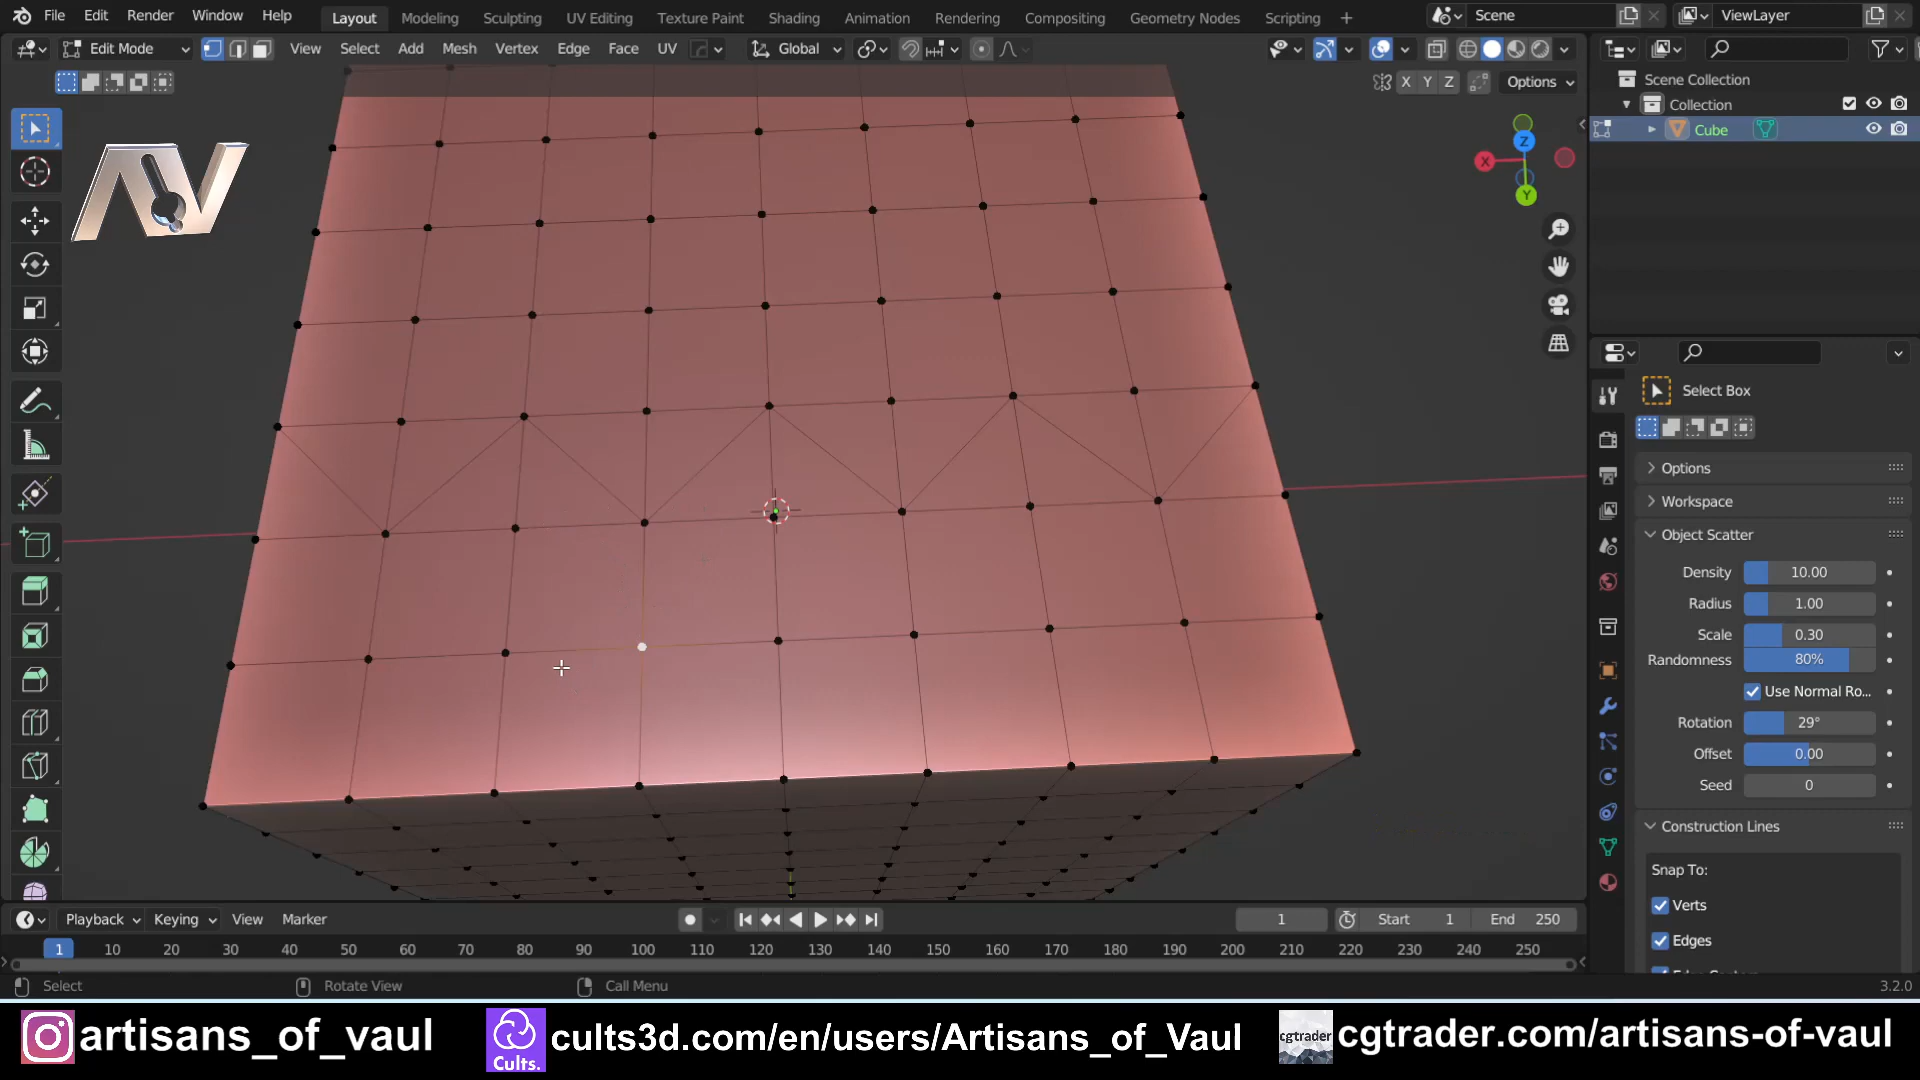 File Edit Render Window Help Layout Modeling Sculpting UV Editing Texture Paint Shading Animation Rendering Compositing Geometry Nodes Scripting + Scene ViewLayer
Edit Mode View Select Add Mesh Vertex Edge Face UV Global
X Y Z Options
Scene Collection
Collection
Cube
Z
X
Y
AV
Select Box
Options
Workspace
Object Scatter
Density 10.00
Radius 1.00
Scale 0.30
Randomness 80%
Use Normal Ro...
Rotation 29°
Offset 0.00
Seed 0
Construction Lines
Snap To:
Verts
Edges
Playback Keying View Marker 1 Start 1 End 250
1 10 20 30 40 50 60 70 80 90 100 110 120 130 140 150 160 170 180 190 200 210 220 230 240 250
Select Rotate View Call Menu 3.2.0
artisans_of_vaul Cults. cults3d.com/en/users/Artisans_of_Vaul cgtrader cgtrader.com/artisans-of-vaul